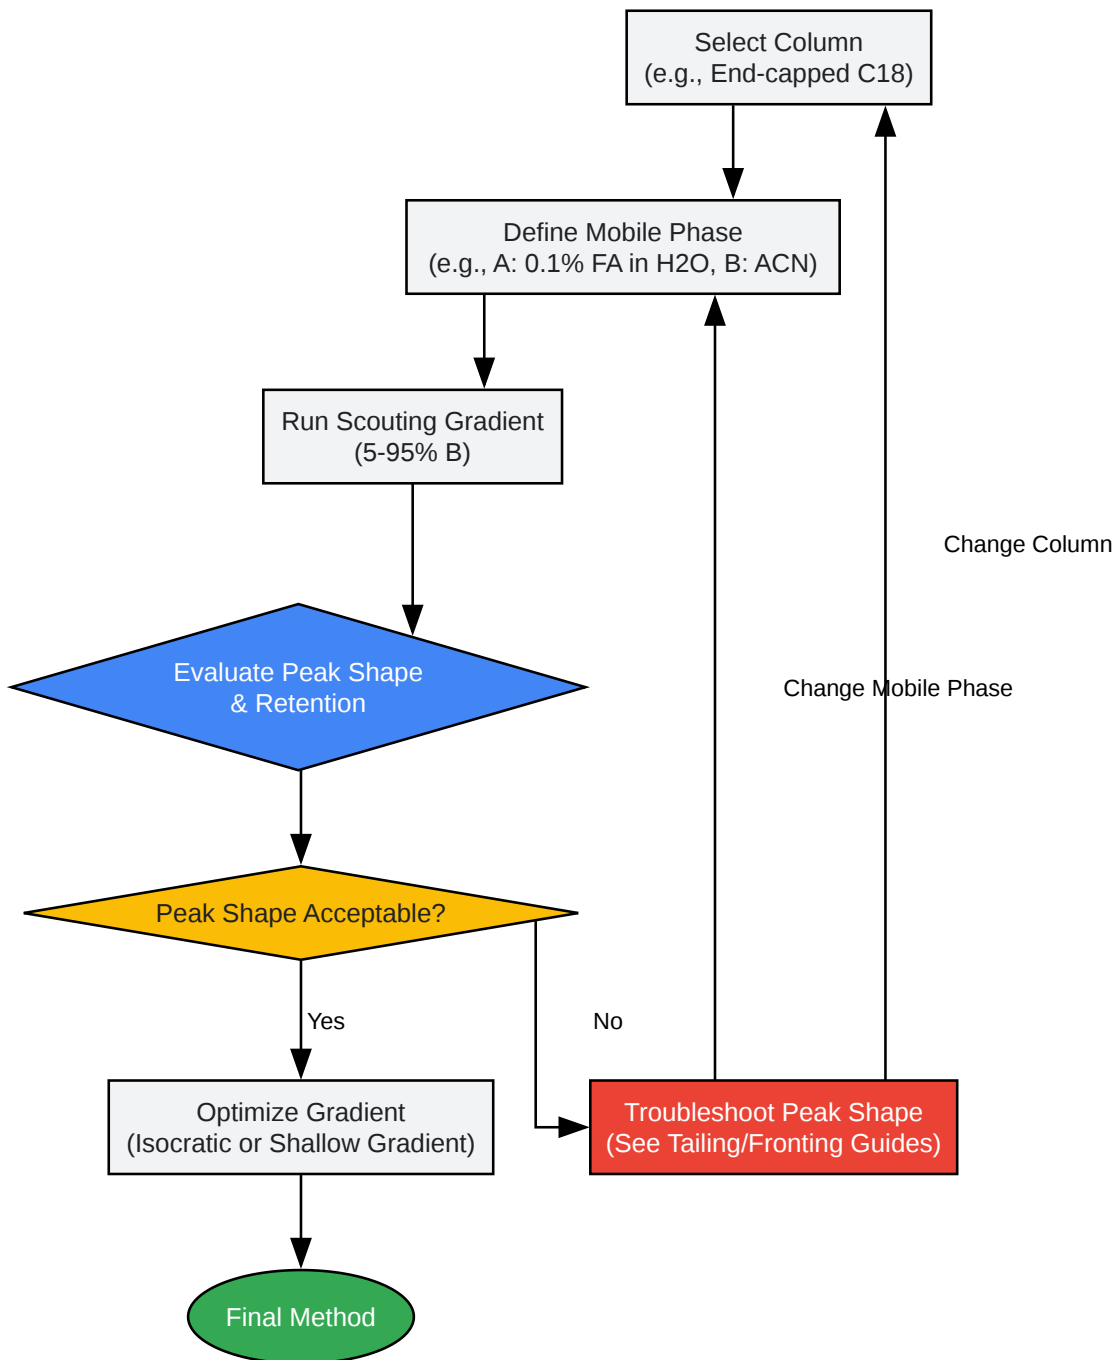 Select Column
(e.g., End-capped C18)
Define Mobile Phase
(e.g., A: 0.1% FA in H2O, B: ACN)
Run Scouting Gradient
(5-95% B)
Change Column
Evaluate Peak Shape
& Retention
Change Mobile Phase
Peak Shape Acceptable?
Yes
No
Optimize Gradient
(Isocratic or Shallow Gradient)
Troubleshoot Peak Shape
(See Tailing/Fronting Guides)
Final Method